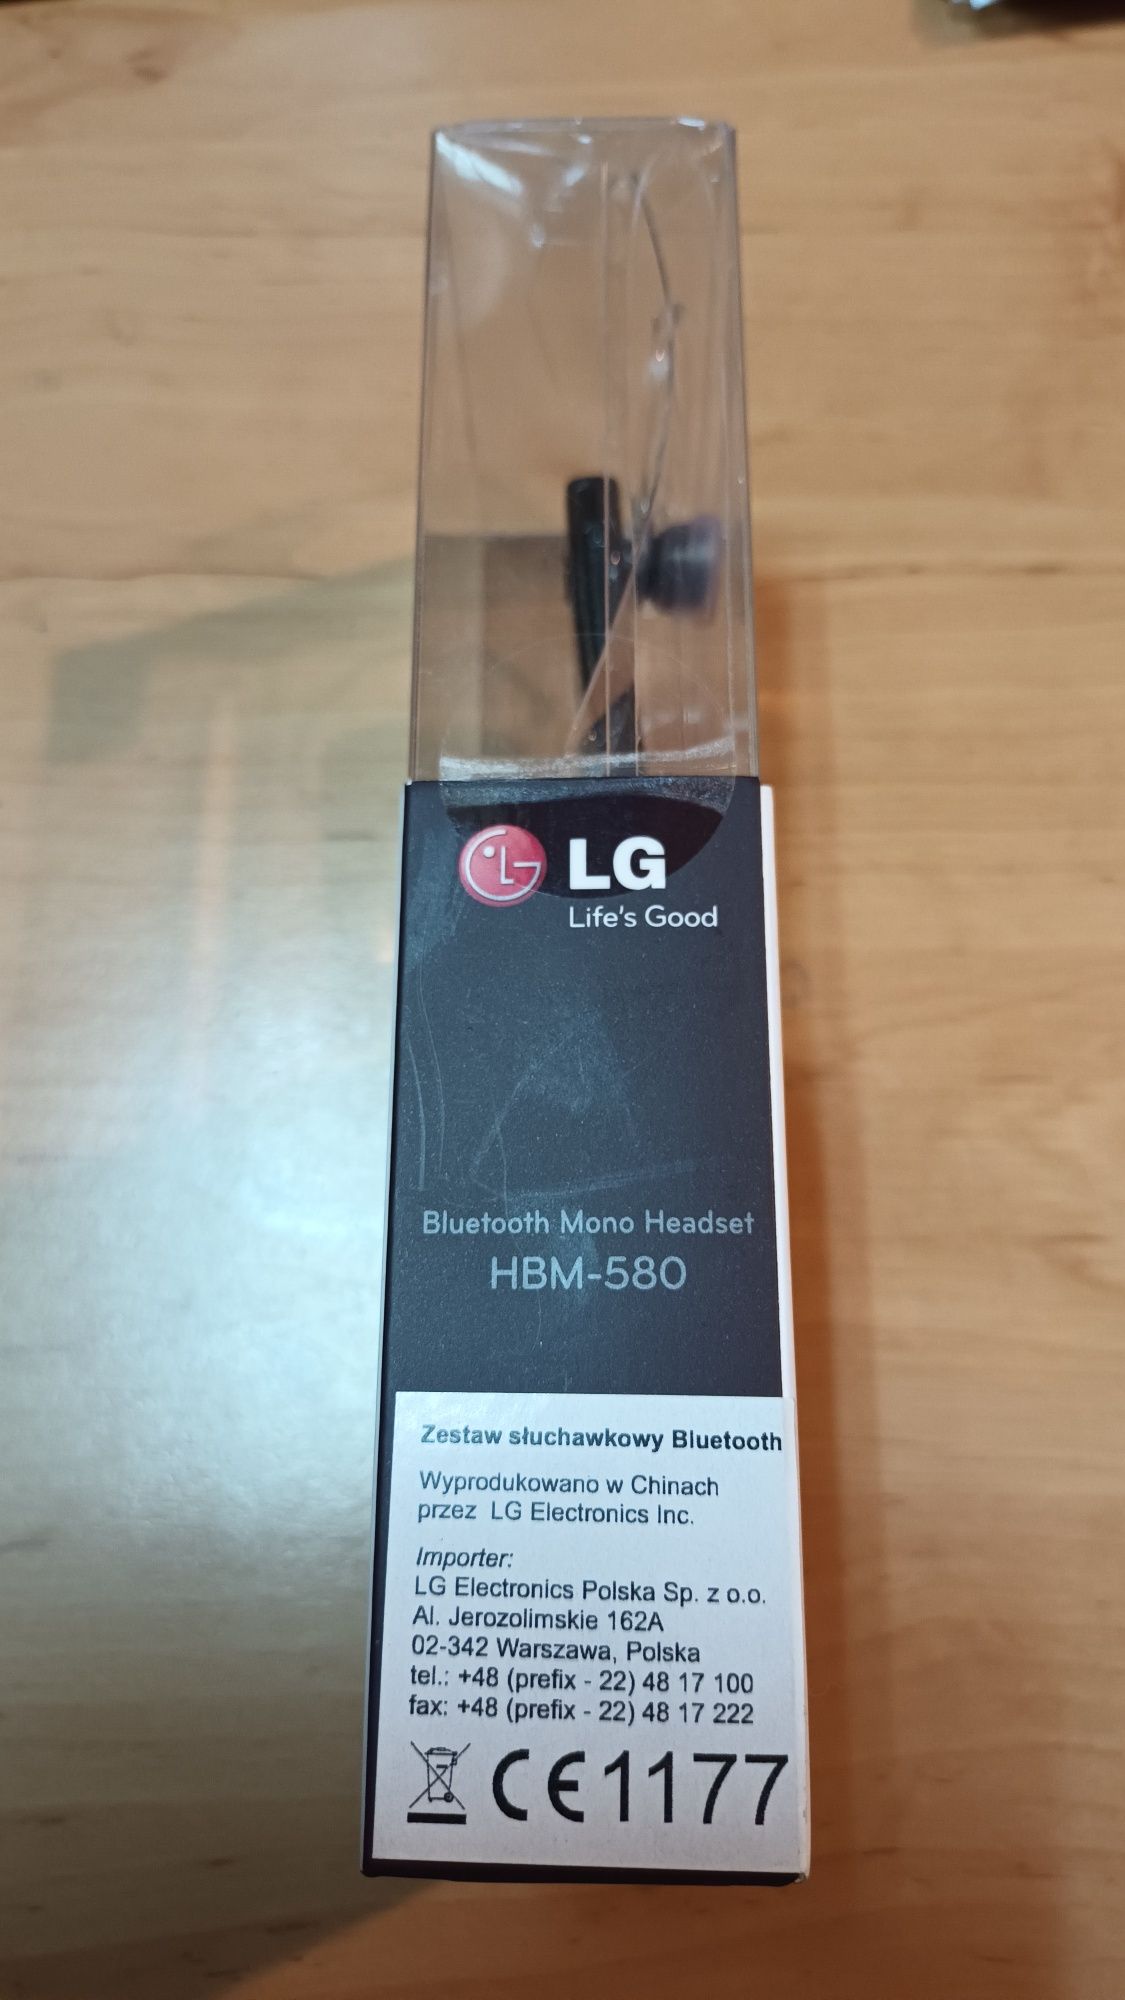 LG
Life's Good
Bluetooth Mono Headset
HBM-580
Zestaw słuchawkowy Bluetooth
Wyprodukowano w Chinach
przez LG Electronics Inc.
Importer:
LG Electronics Polska Sp. z o.o.
Al. Jerozolimskie 162A
02-342 Warszawa, Polska
tel.: +48 (prefix - 22) 48 17 100
fax: +48 (prefix - 22) 48 17 222
CE1177